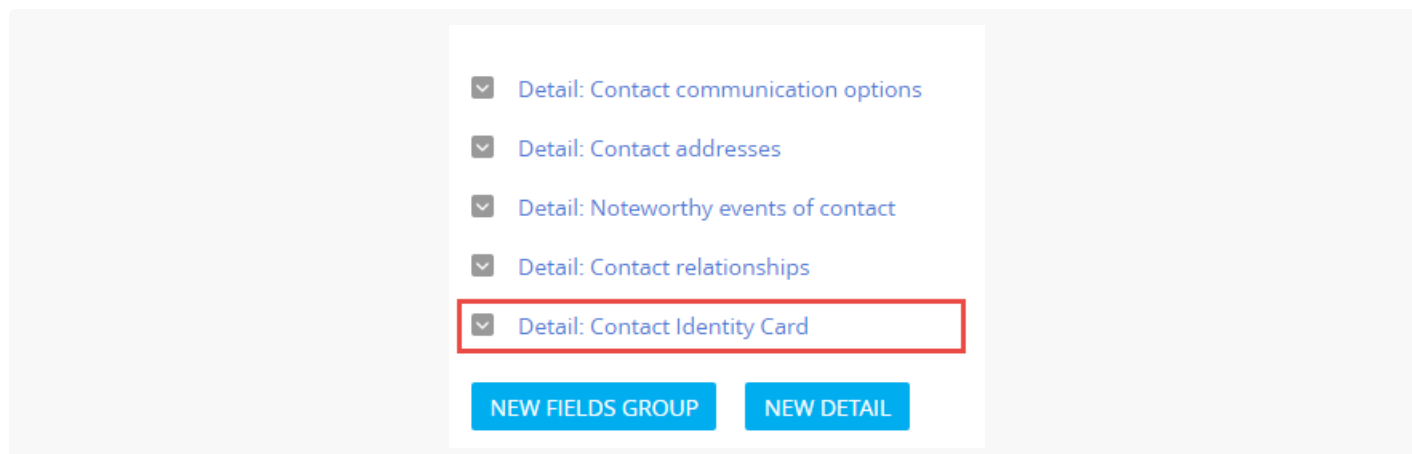 Detail: Contact communication options
Detail: Contact addresses
Detail: Noteworthy events of contact
Detail: Contact relationships
Detail: Contact Identity Card
NEW FIELDS GROUP NEW DETAIL